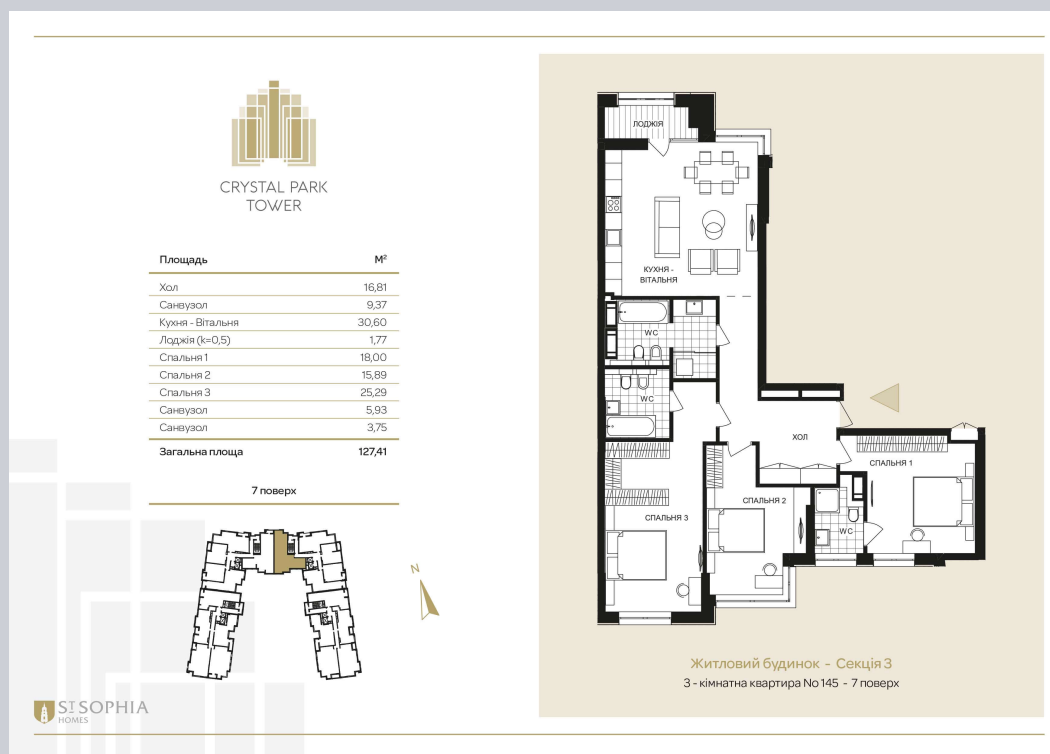 CRYSTAL PARK
TOWER
Площадь М²
Хол 16,81
Санвузол 9,37
Кухня - Вітальня 30,60
Лоджія (k=0,5) 1,77
Спальня 1 18,00
Спальня 2 15,89
Спальня 3 25,29
Санвузол 5,93
Санвузол 3,75
Загальна площа 127,41
7 поверх
N
ST SOPHIA
HOMES
ЛОДЖІЯ
КУХНЯ -
ВІТАЛЬНЯ
WC
WC
ХОЛ
СПАЛЬНЯ 1
СПАЛЬНЯ 2
СПАЛЬНЯ 3
WC
Житловий будинок - Секція 3
3 - кімнатна квартира No 145 - 7 поверх